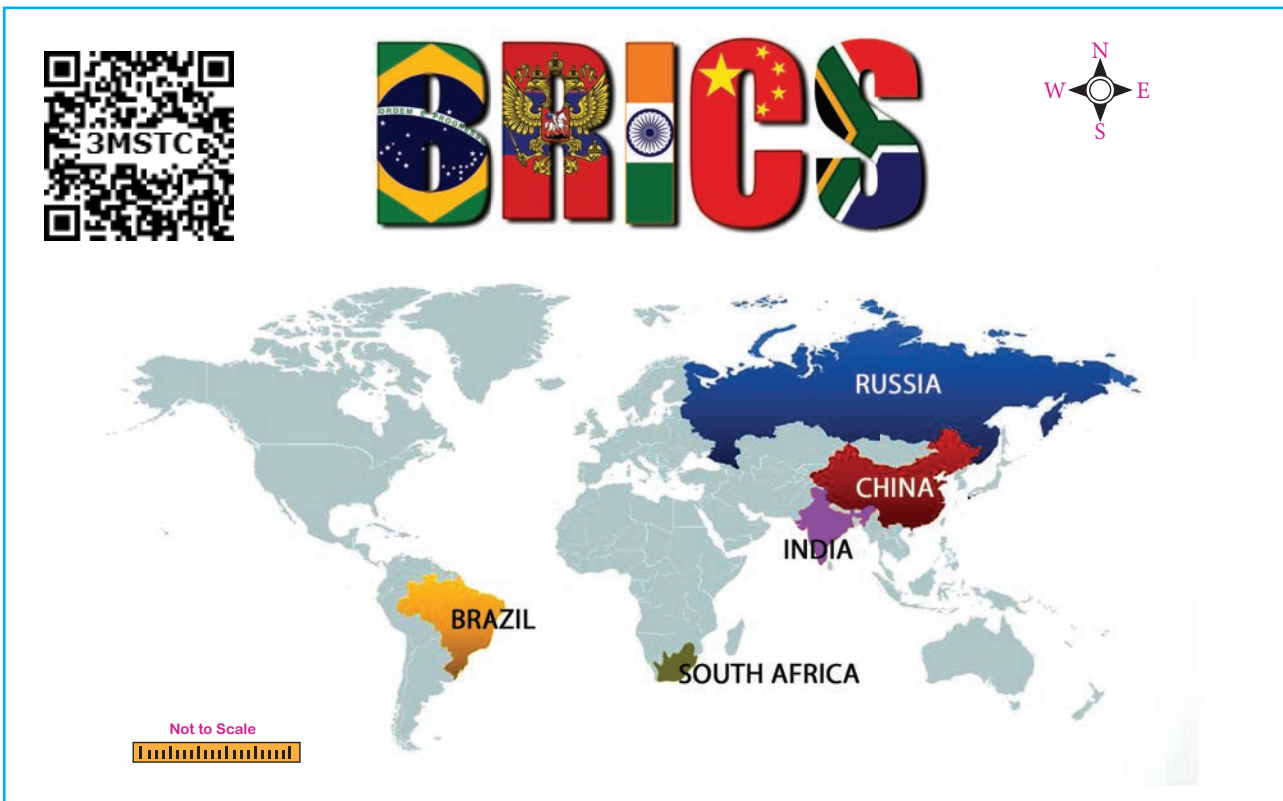 BRICS
ORDEM E PROGRESSO
3MSTC
N
W E
S
RUSSIA
CHINA
INDIA
BRAZIL
SOUTH AFRICA
Not to Scale